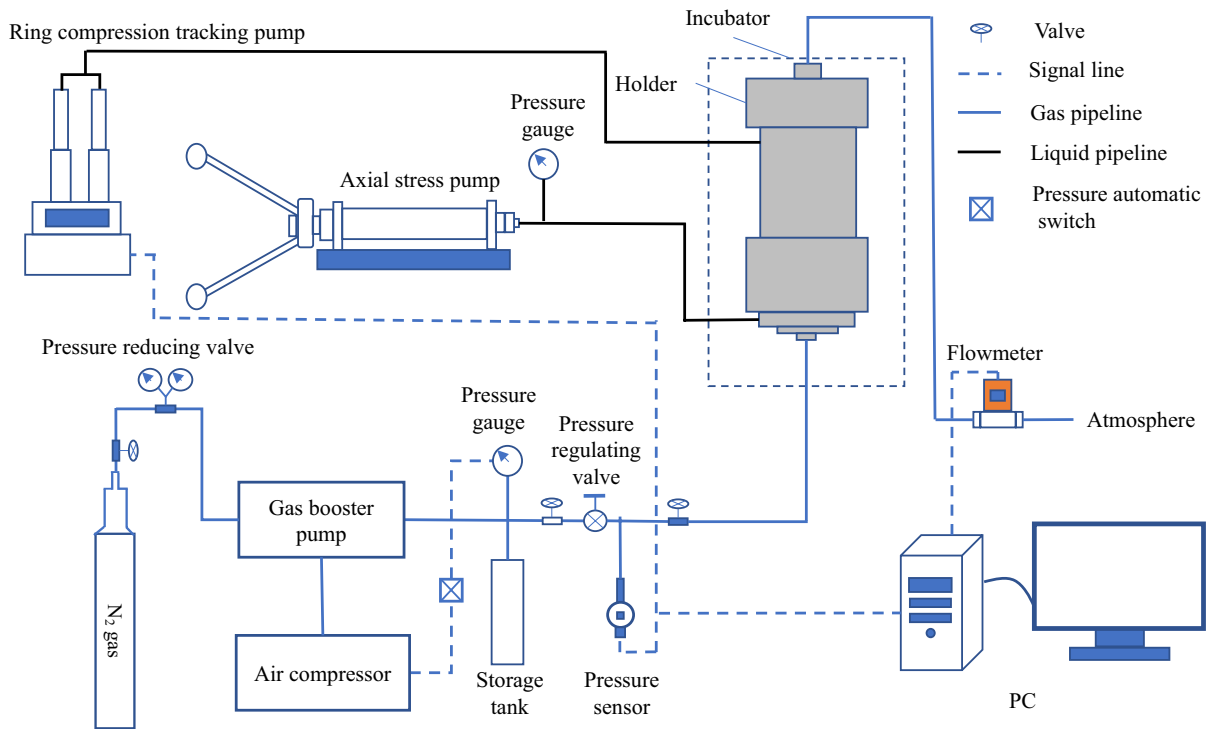 Incubator
Valve
Ring compression tracking pump
Signal line
Holder
Pressure
gauge
Gas pipeline
Liquid pipeline
Axial stress pump
Pressure automatic
switch
Pressure reducing valve
Flowmeter
Pressure
gauge
Pressure
regulating
valve
Atmosphere
Gas booster
pump
N₂ gas
Air compressor
Storage
tank
Pressure
sensor
PC